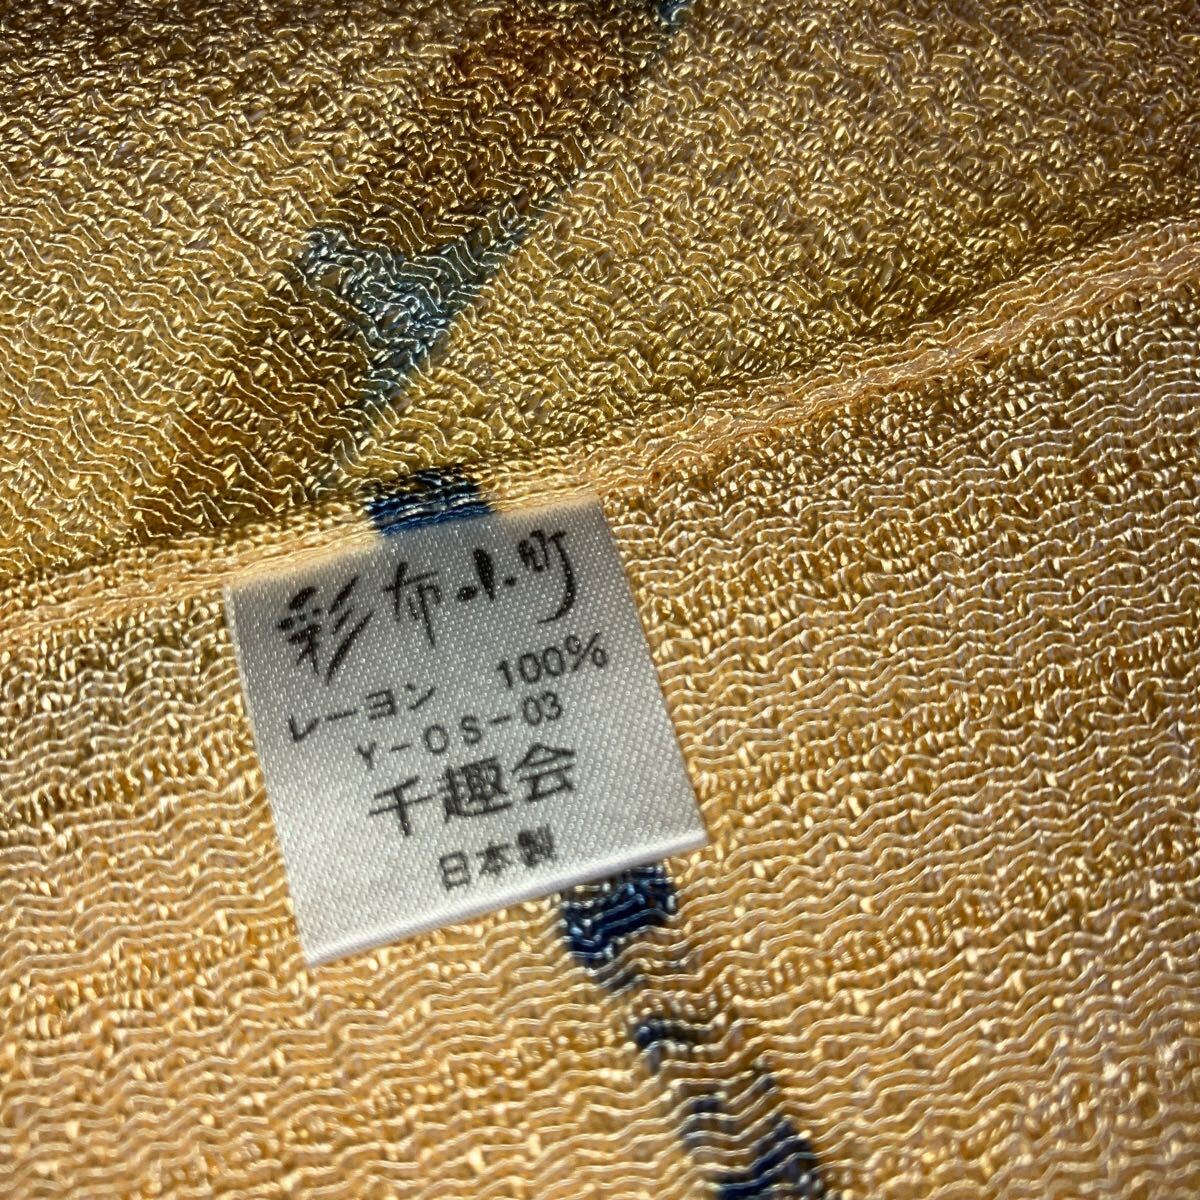 彩布小町
レーヨン 100%
Y-OS-03
千趣会
日本製